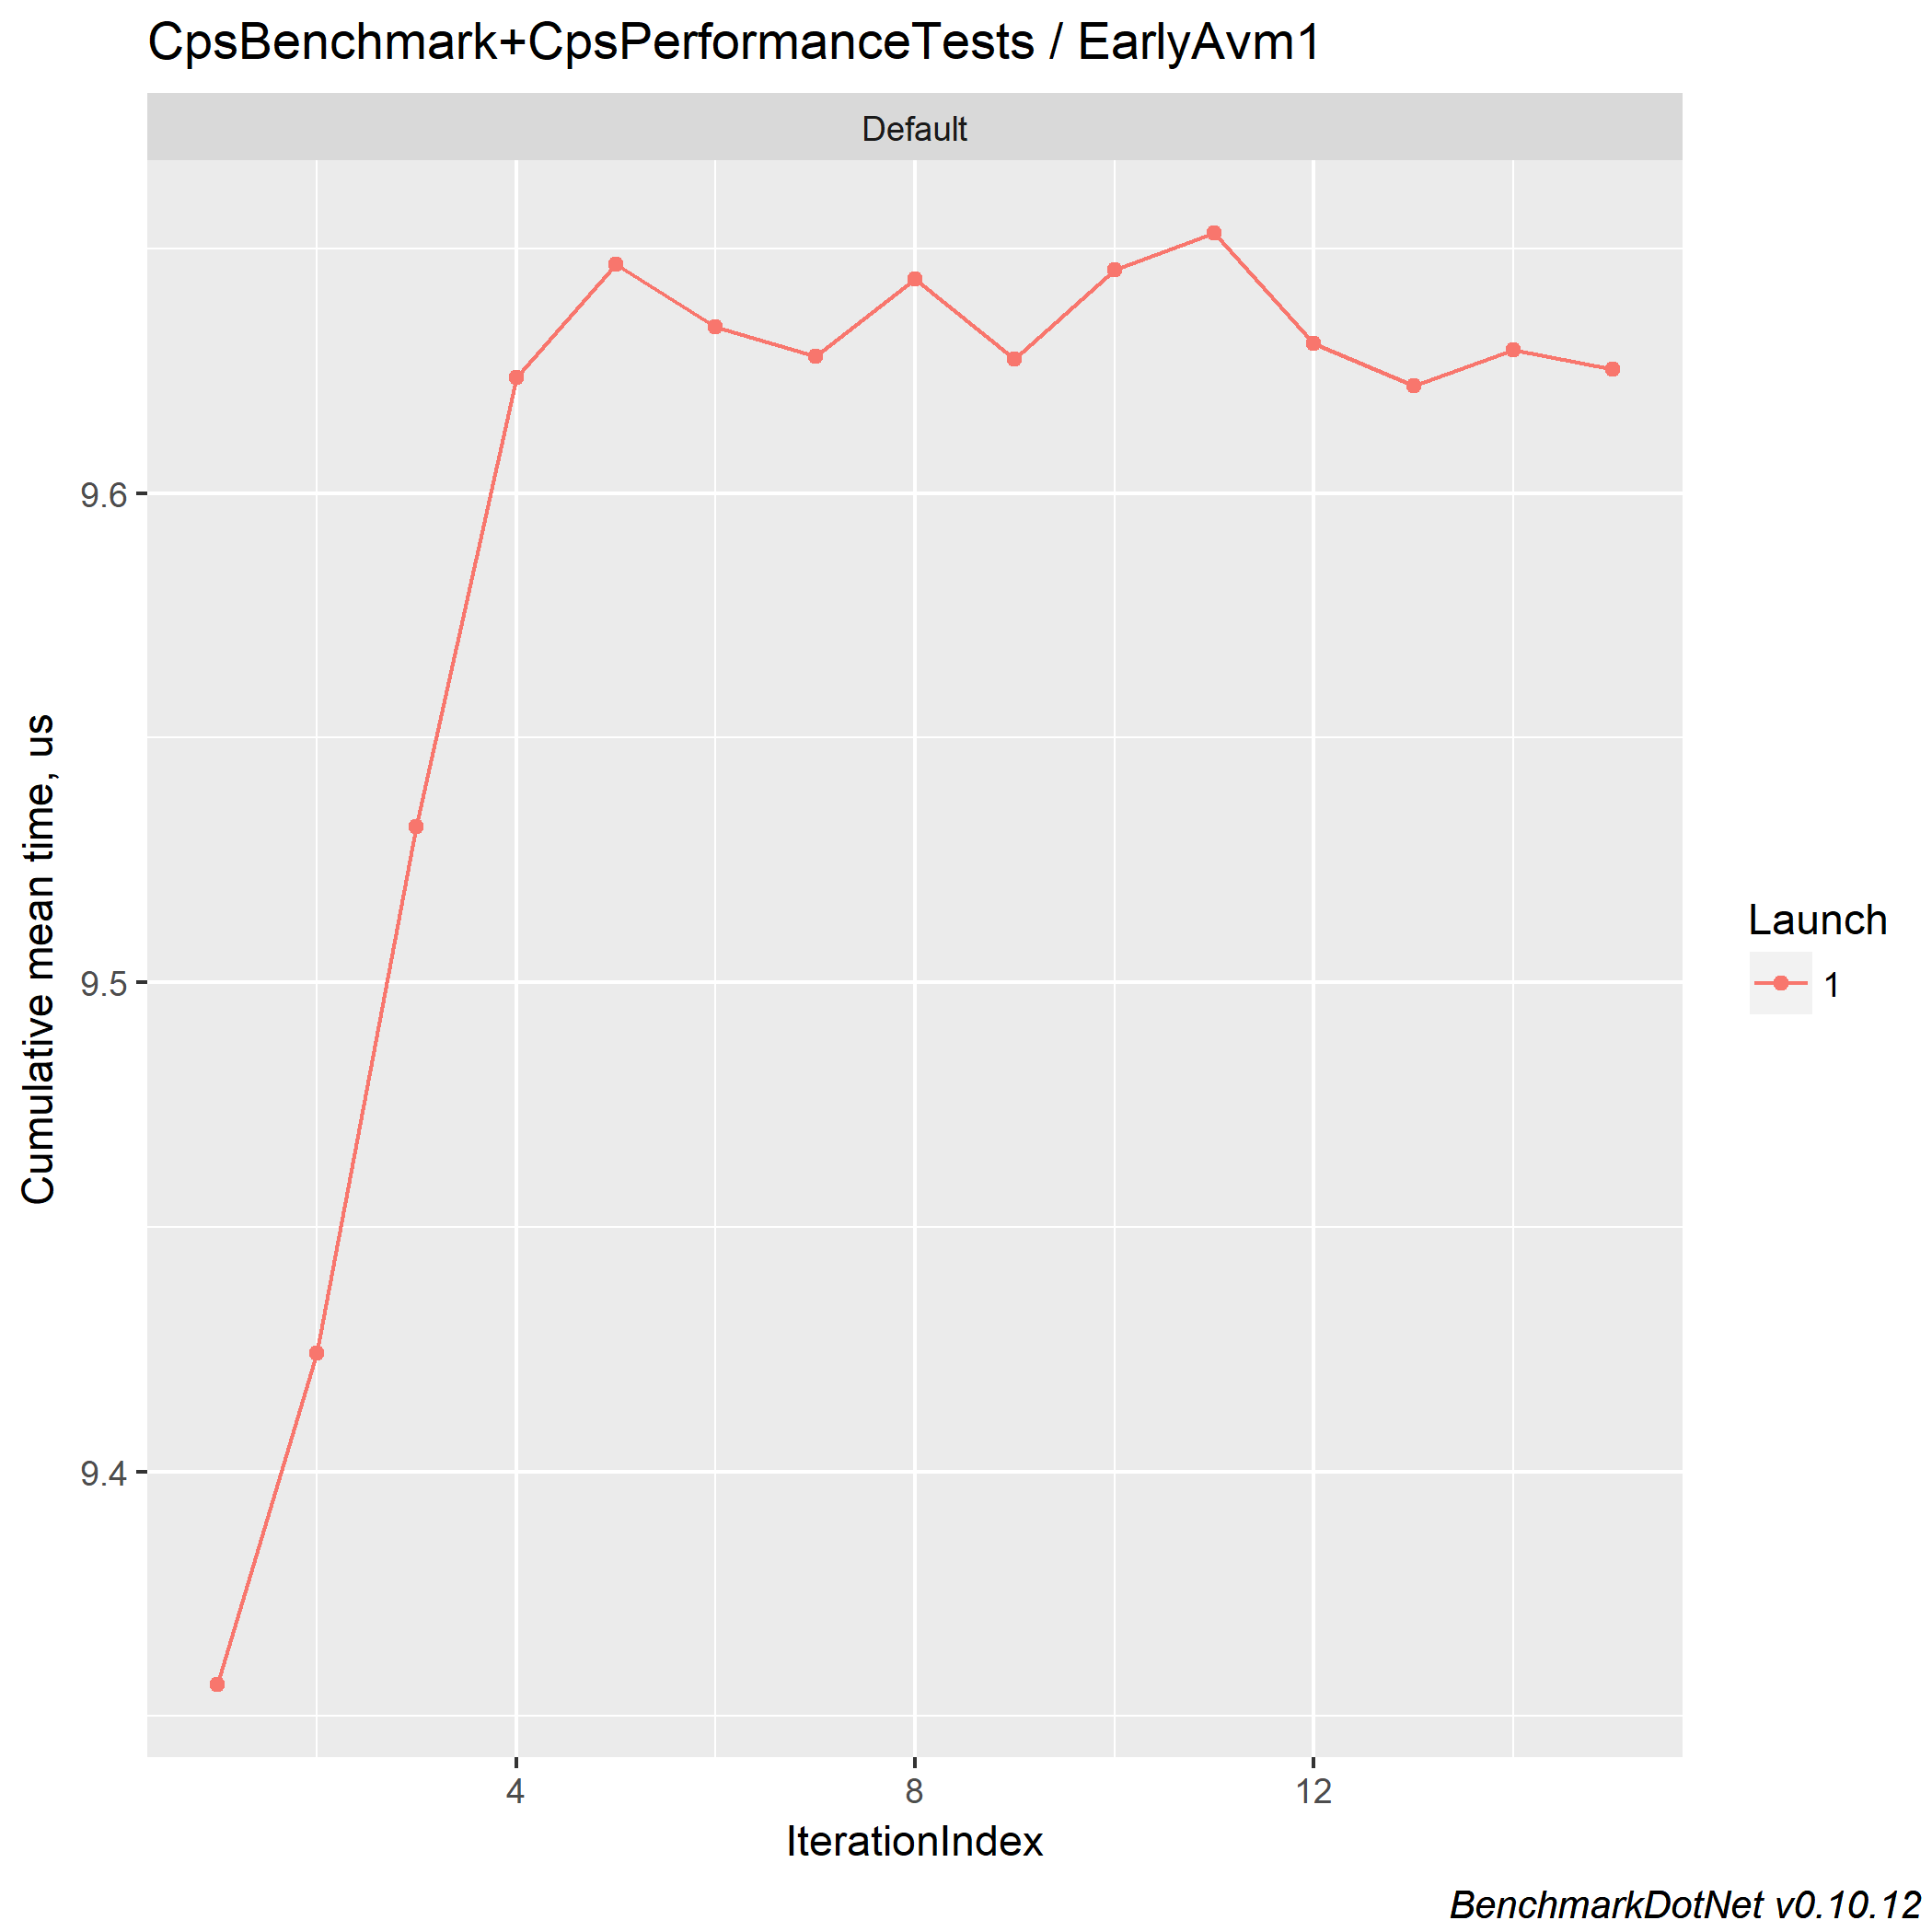 CpsBenchmark+CpsPerformanceTests / EarlyAvm1
Default
9.6
9.5
9.4
Cumulative mean time, us
4 8 12
IterationIndex
Launch
1
BenchmarkDotNet v0.10.12